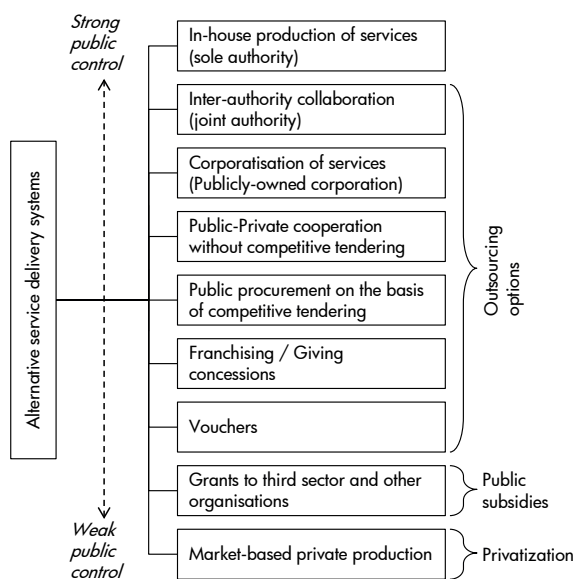 Strong
public
control
In-house production of services
(sole authority)
Inter-authority collaboration
(joint authority)
Corporatisation of services
(Publicly-owned corporation)
Public-Private cooperation
without competitive tendering
Public procurement on the basis
of competitive tendering
Franchising / Giving
concessions
Vouchers
Grants to third sector and other
organisations
Market-based private production
Alternative service delivery systems
Outsourcing
options
Public
subsidies
Privatization
Weak
public
control